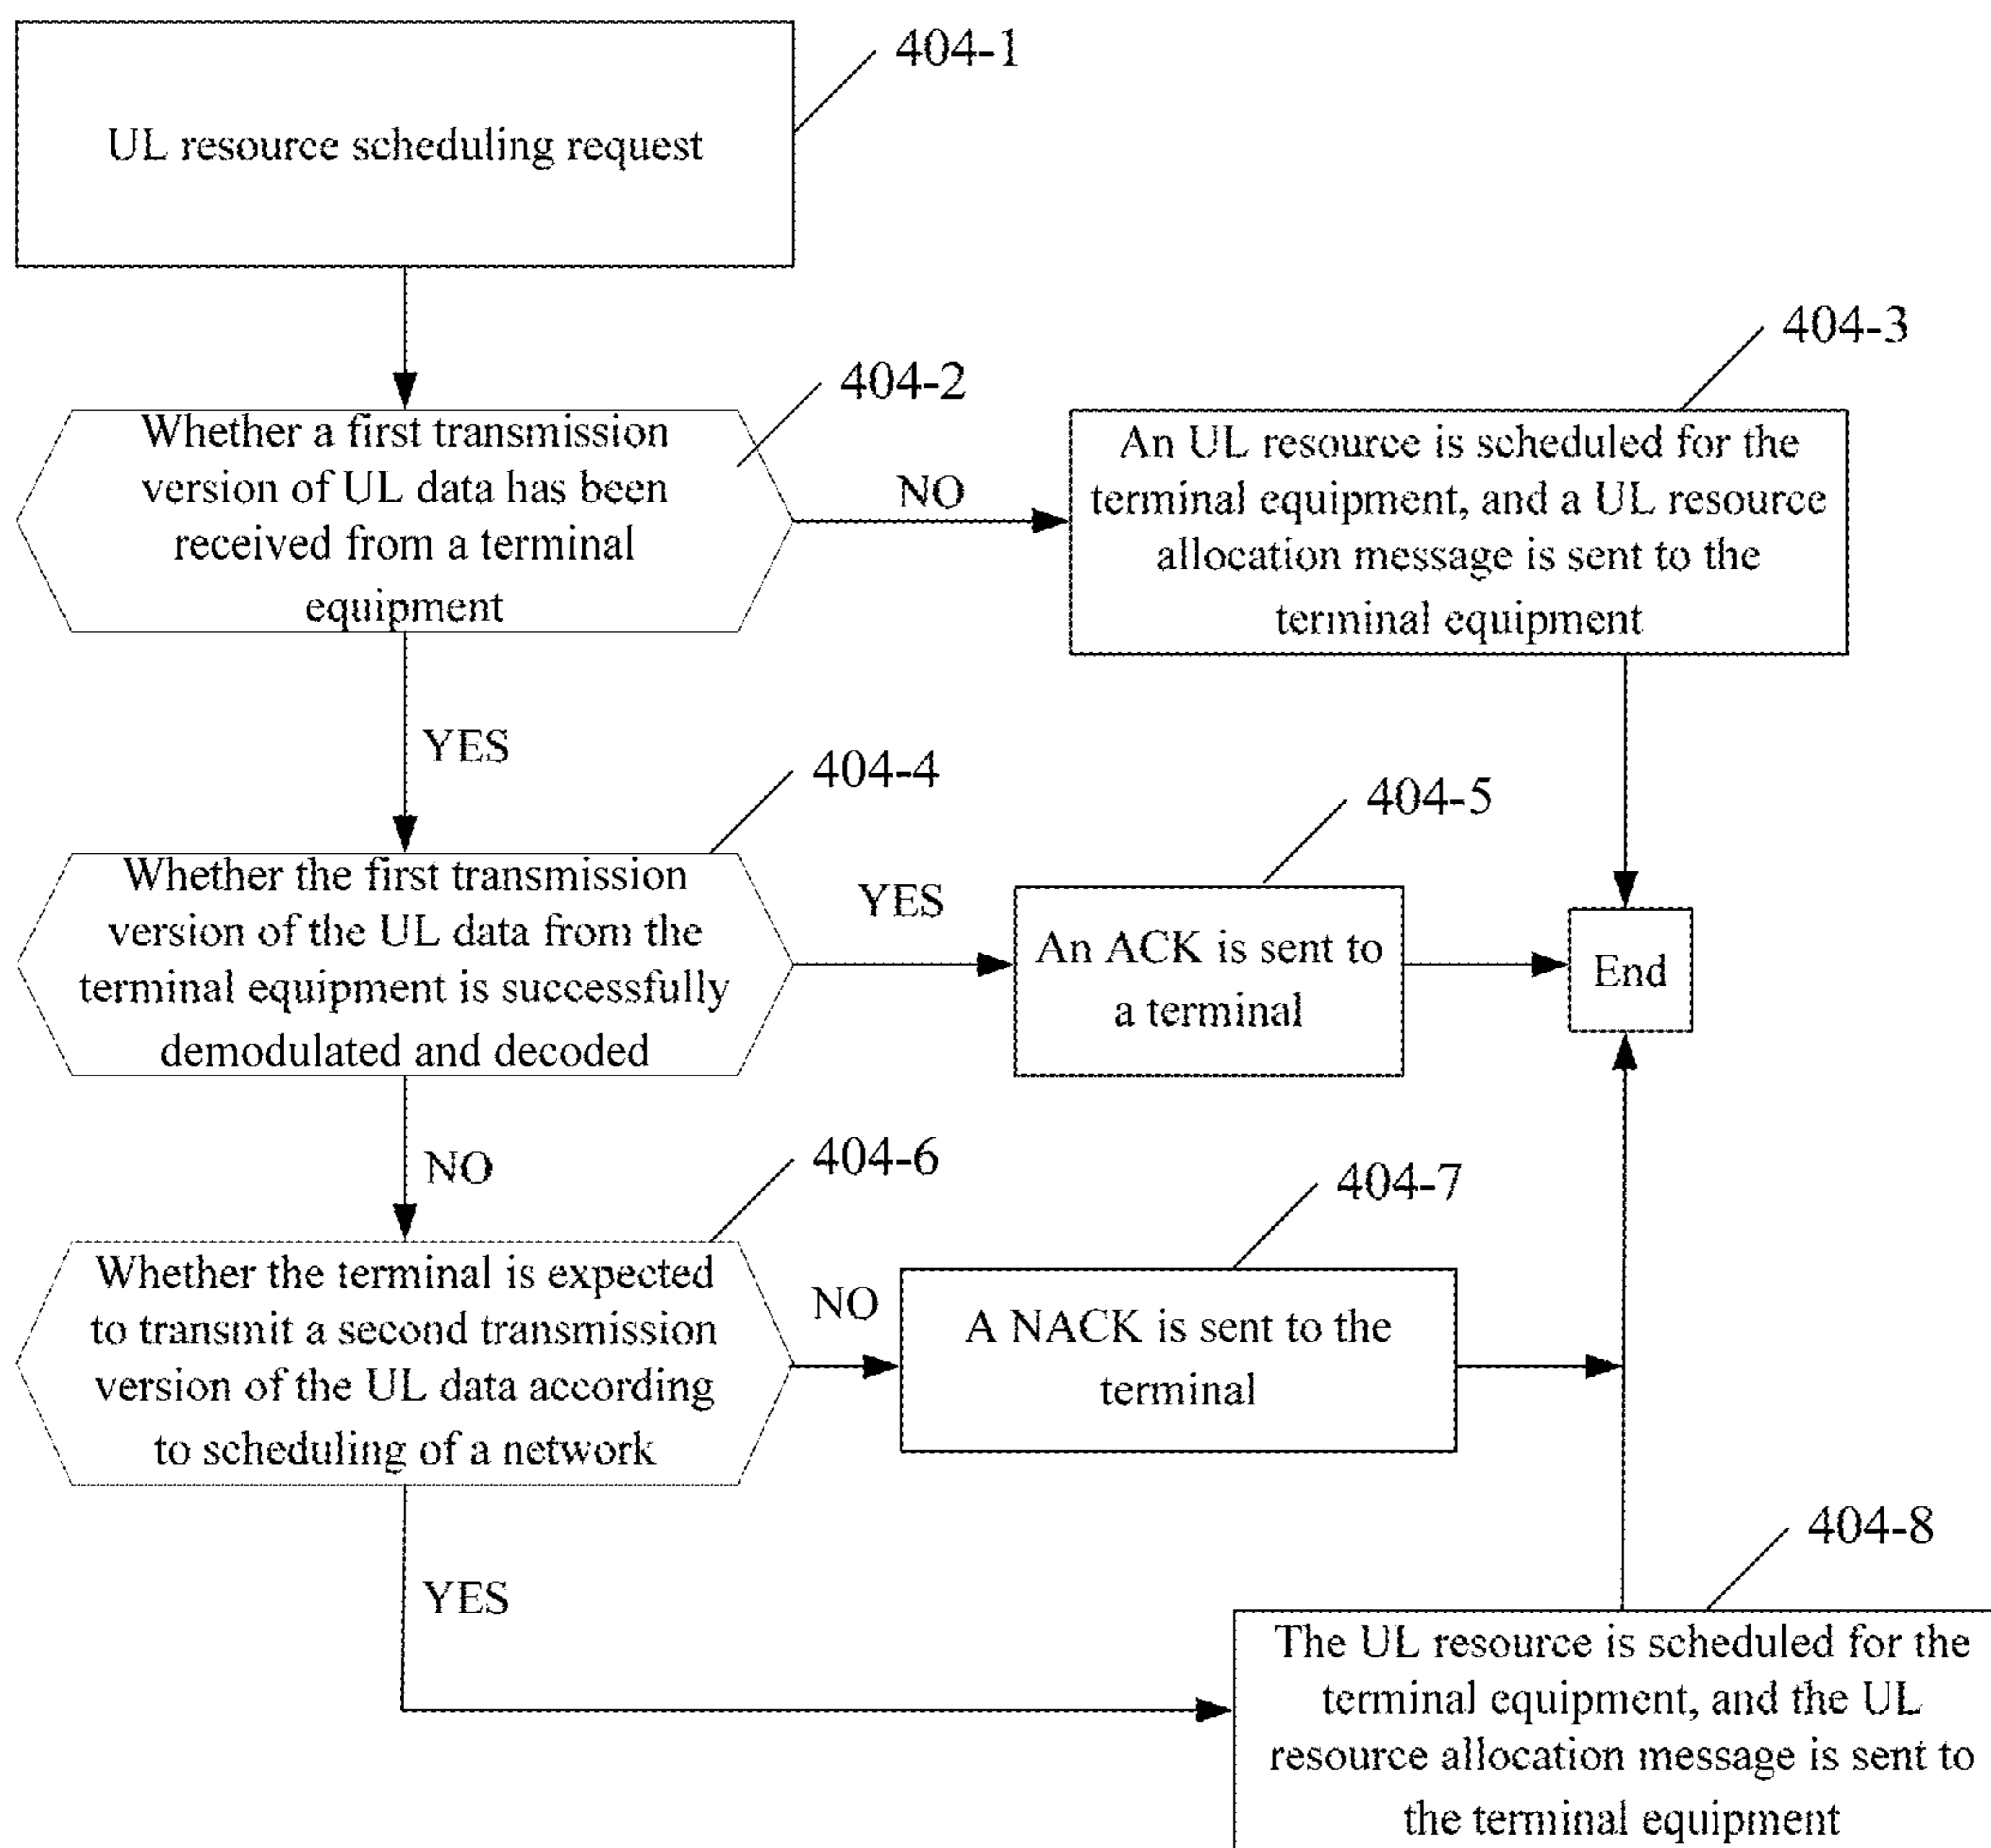 404-1
UL resource scheduling request
404-2
Whether a first transmission
version of UL data has been
received from a terminal
equipment
NO
404-3
An UL resource is scheduled for the
terminal equipment, and a UL resource
allocation message is sent to the
terminal equipment
YES
404-4
Whether the first transmission
version of the UL data from the
terminal equipment is successfully
demodulated and decoded
YES
404-5
An ACK is sent to
a terminal
End
NO
404-6
Whether the terminal is expected
to transmit a second transmission
version of the UL data according
to scheduling of a network
NO
404-7
A NACK is sent to the
terminal
YES
404-8
The UL resource is scheduled for the
terminal equipment, and the UL
resource allocation message is sent to
the terminal equipment